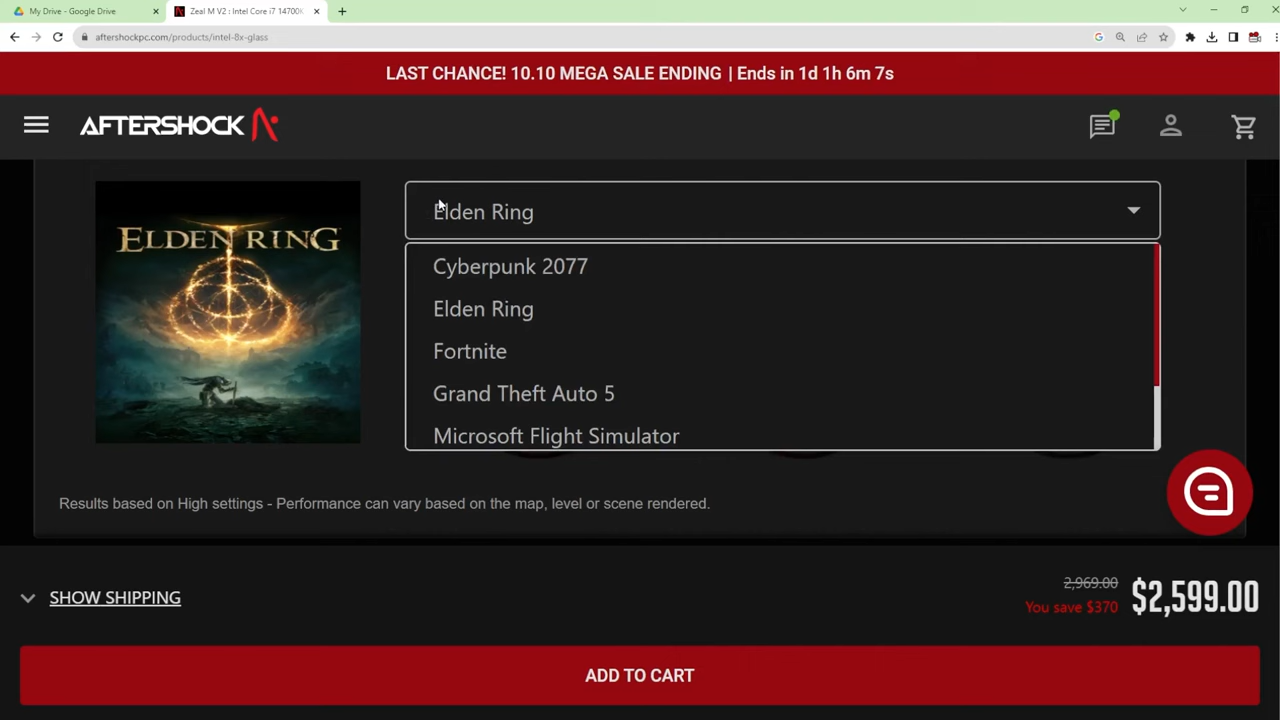 My Drive - Google Drive
Zeal M V2 : Intel Core i7 14700K
aftershockpc.com/products/intel-8x-glass
LAST CHANCE! 10.10 MEGA SALE ENDING | Ends in 1d 1h 6m 7s
AFTERSHOCK
ELDEN RING
Elden Ring
Cyberpunk 2077
Elden Ring
Fortnite
Grand Theft Auto 5
Microsoft Flight Simulator
Results based on High settings - Performance can vary based on the map, level or scene rendered.
SHOW SHIPPING
2,969.00
You save $370
$2,599.00
ADD TO CART